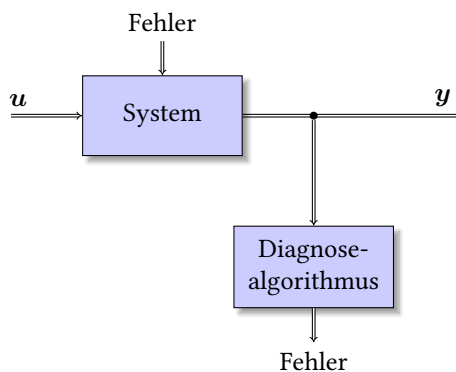 Fehler
u
System
y
Diagnose-
algorithmus
Fehler